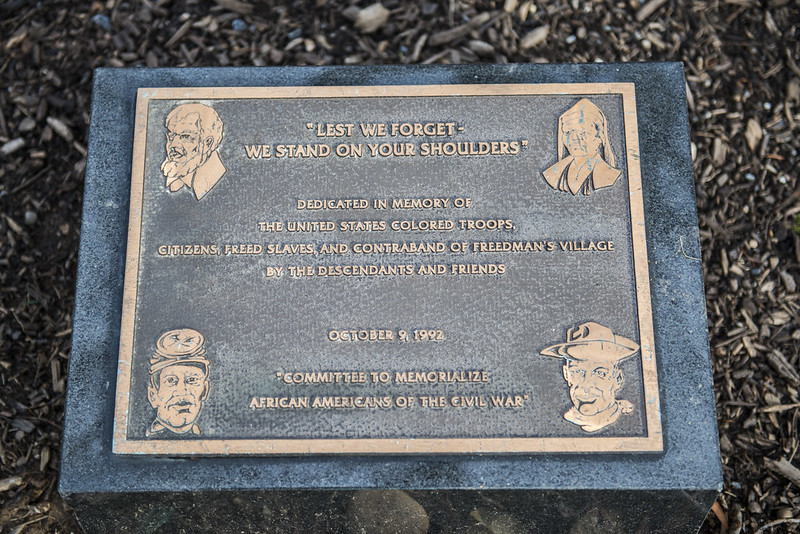 "LEST WE FORGET -
WE STAND ON YOUR SHOULDERS"
DEDICATED IN MEMORY OF
THE UNITED STATES COLORED TROOPS,
CITIZENS, FREED SLAVES, AND CONTRABAND OF FREEDMAN'S VILLAGE
BY THE DESCENDANTS AND FRIENDS
OCTOBER 9, 1992
"COMMITTEE TO MEMORIALIZE
AFRICAN AMERICANS OF THE CIVIL WAR"